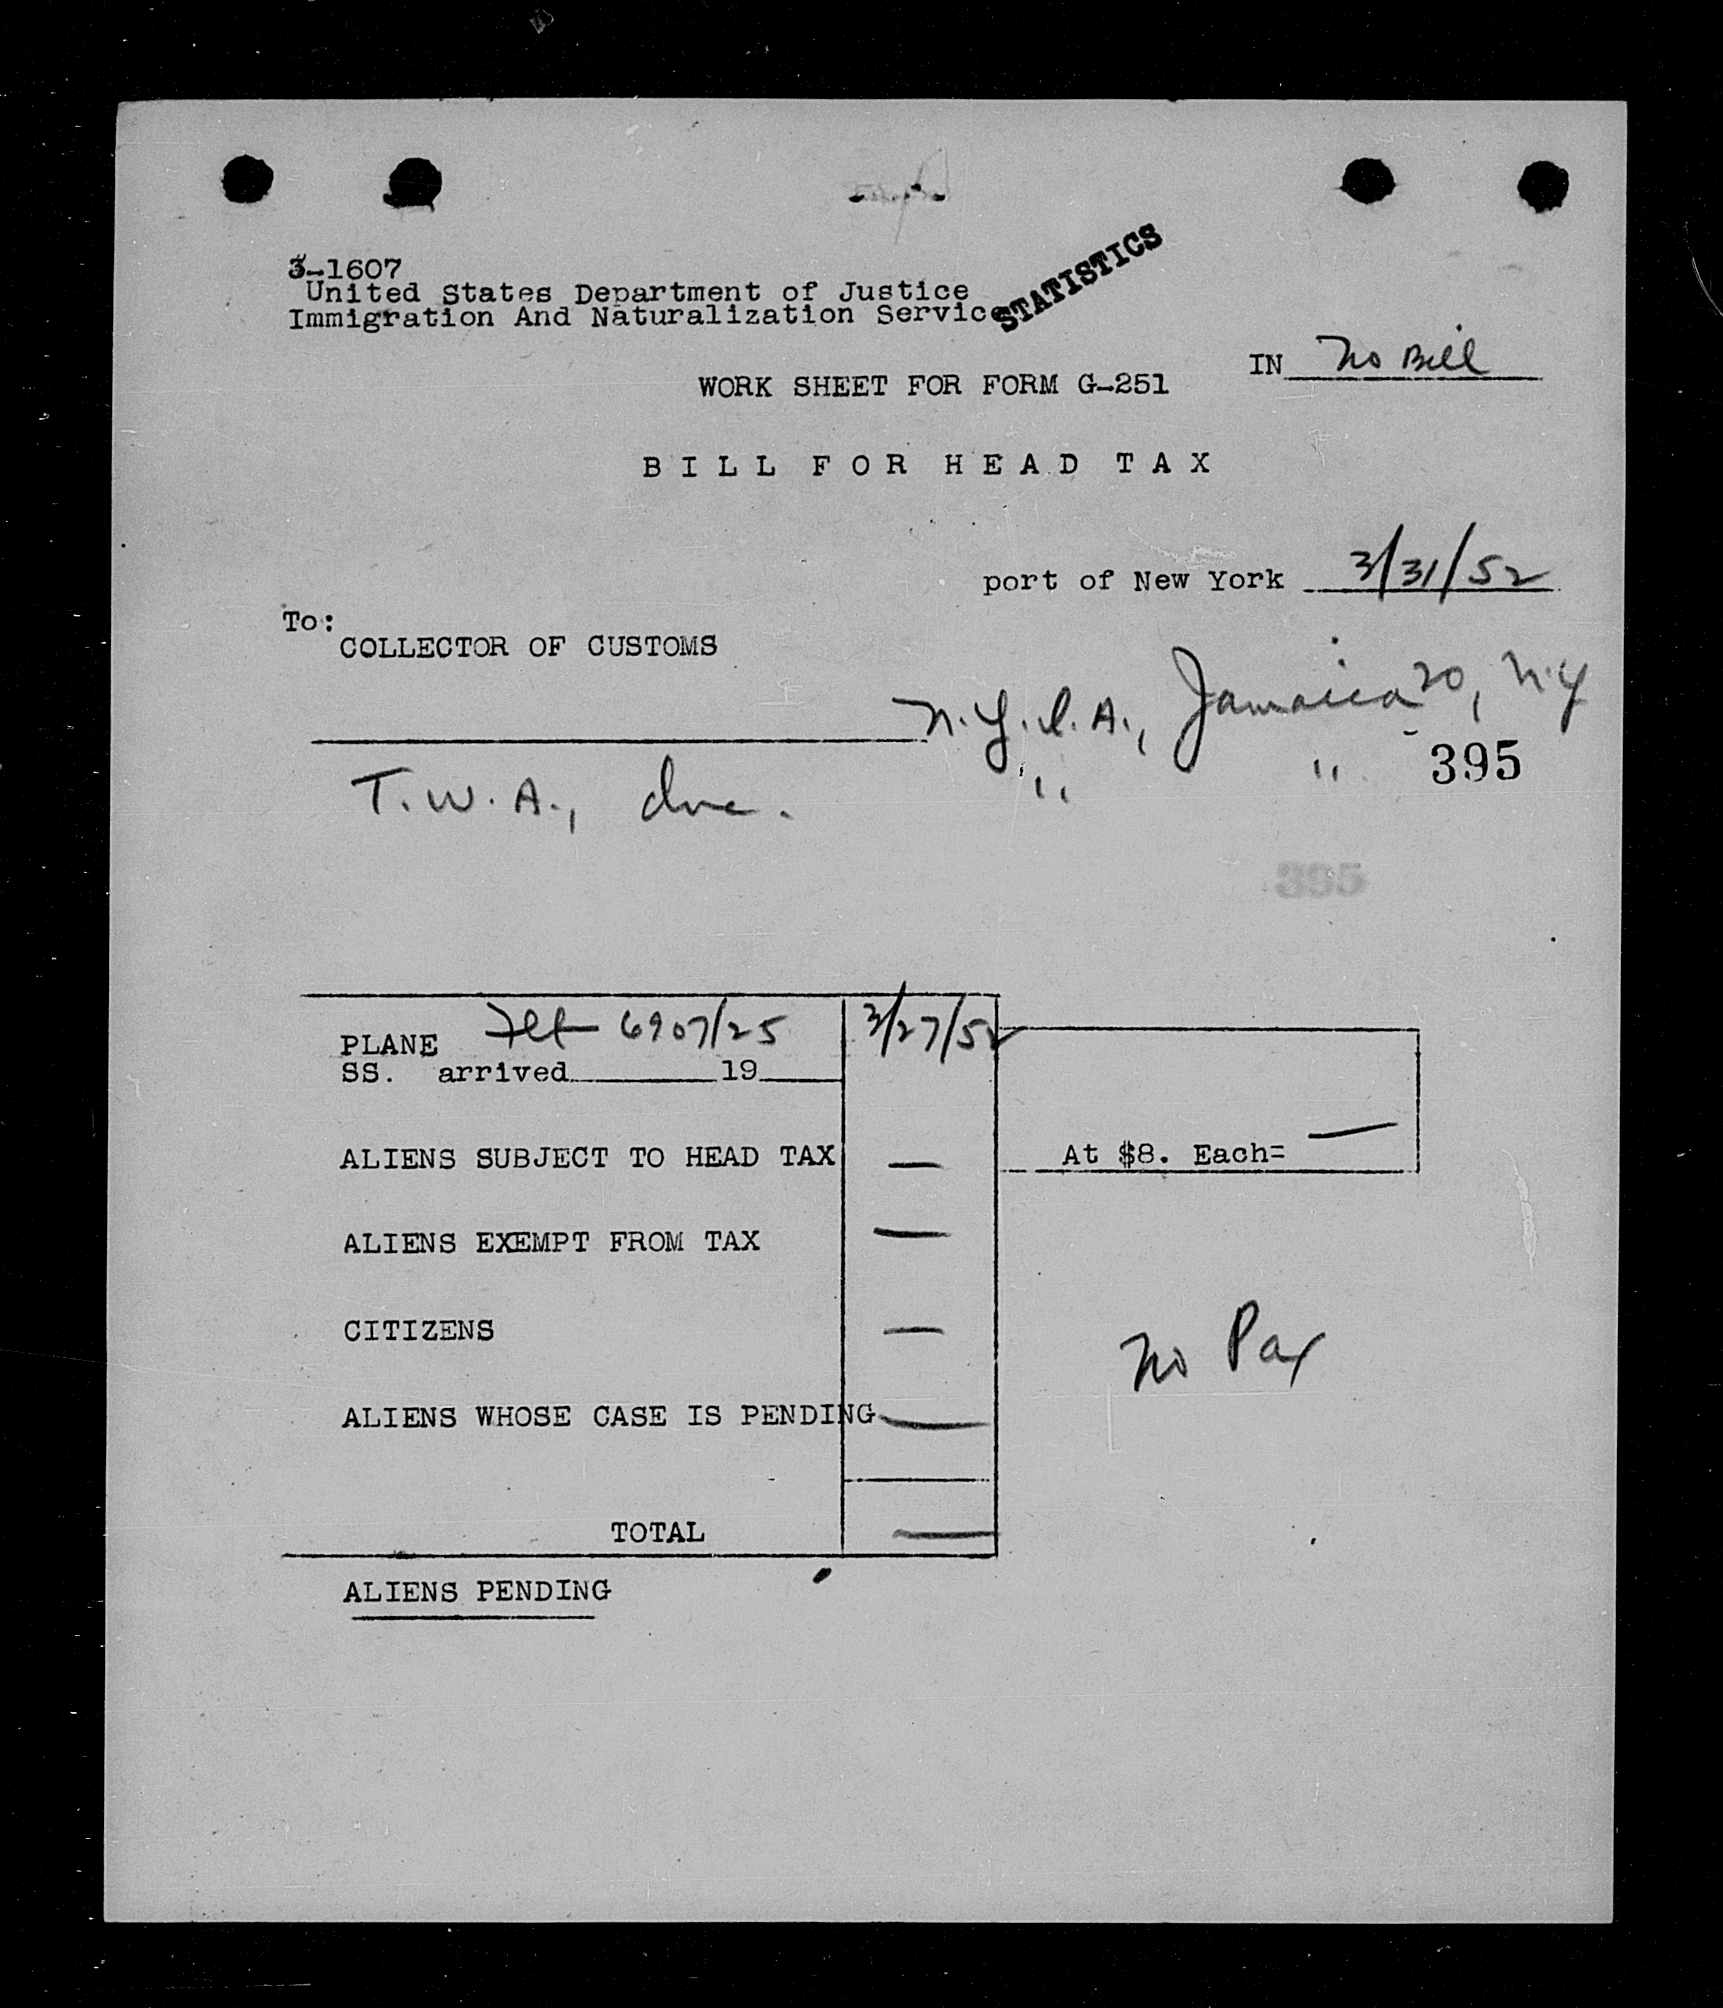 3-1607
United States Department of Justice
Immigration And Naturalization Service
STATISTICS
IN No Bill
WORK SHEET FOR FORM G-251
BILL FOR HEAD TAX
port of New York 3/31/52
To:
COLLECTOR OF CUSTOMS
N.Y.I.A., Jamaica 20, N.Y
T.W.A., Inc. " "
395
395
PLANE Flt 6907/25 3/27/52
SS. arrived 19
ALIENS SUBJECT TO HEAD TAX — At $8. Each= —
ALIENS EXEMPT FROM TAX —
CITIZENS —
No Pax
ALIENS WHOSE CASE IS PENDING —
TOTAL —
ALIENS PENDING